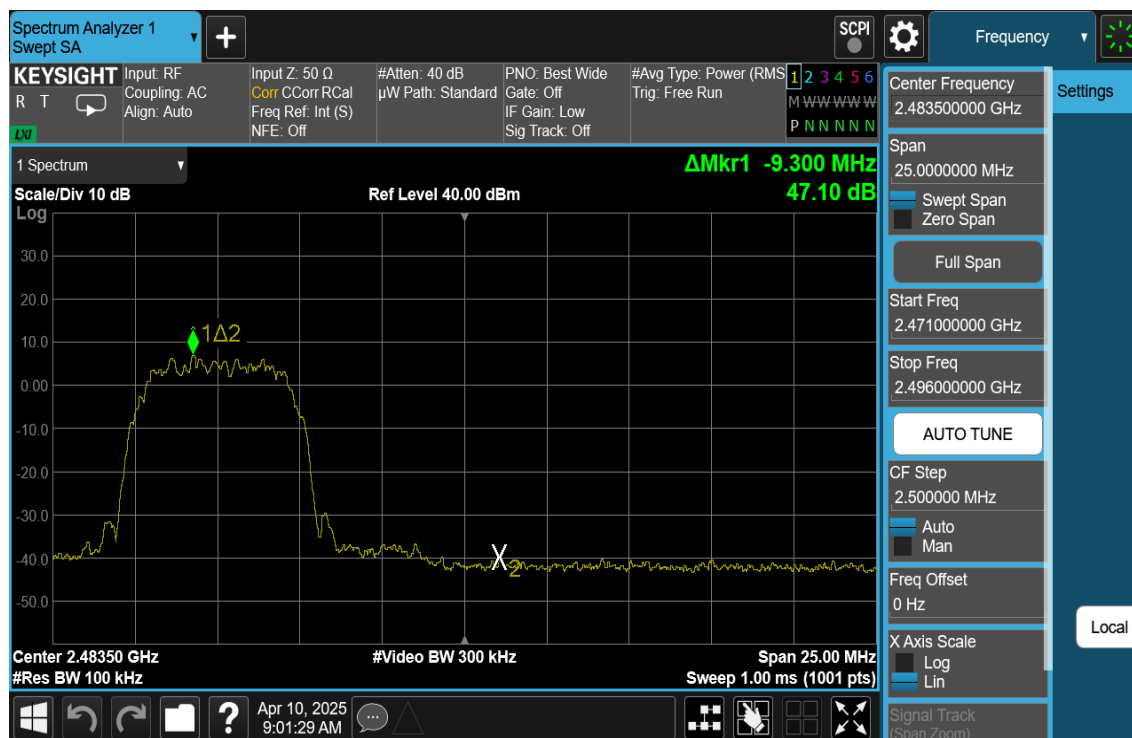 Spectrum Analyzer 1
Swept SA
+
SCPI
Frequency
KEYSIGHT
R T
LXI
Input: RF
Coupling: AC
Align: Auto
Input Z: 50 Ω
Corr CCorr RCal
Freq Ref: Int (S)
NFE: Off
#Atten: 40 dB
µW Path: Standard
PNO: Best Wide
Gate: Off
IF Gain: Low
Sig Track: Off
#Avg Type: Power (RMS
Trig: Free Run
1 2 3 4 5 6
M W W W W W
P N N N N N
1 Spectrum
ΔMkr1 -9.300 MHz
47.10 dB
Scale/Div 10 dB
Ref Level 40.00 dBm
Log
30.0
20.0
10.0
0.00
-10.0
-20.0
-30.0
-40.0
-50.0
1Δ2
X2
Center 2.48350 GHz
#Video BW 300 kHz
Span 25.00 MHz
#Res BW 100 kHz
Sweep 1.00 ms (1001 pts)
?
Apr 10, 2025
9:01:29 AM
Center Frequency
2.483500000 GHz
Settings
Span
25.0000000 MHz
Swept Span
Zero Span
Full Span
Start Freq
2.471000000 GHz
Stop Freq
2.496000000 GHz
AUTO TUNE
CF Step
2.500000 MHz
Auto
Man
Freq Offset
0 Hz
Local
X Axis Scale
Log
Lin
Signal Track
(Span Zoom)